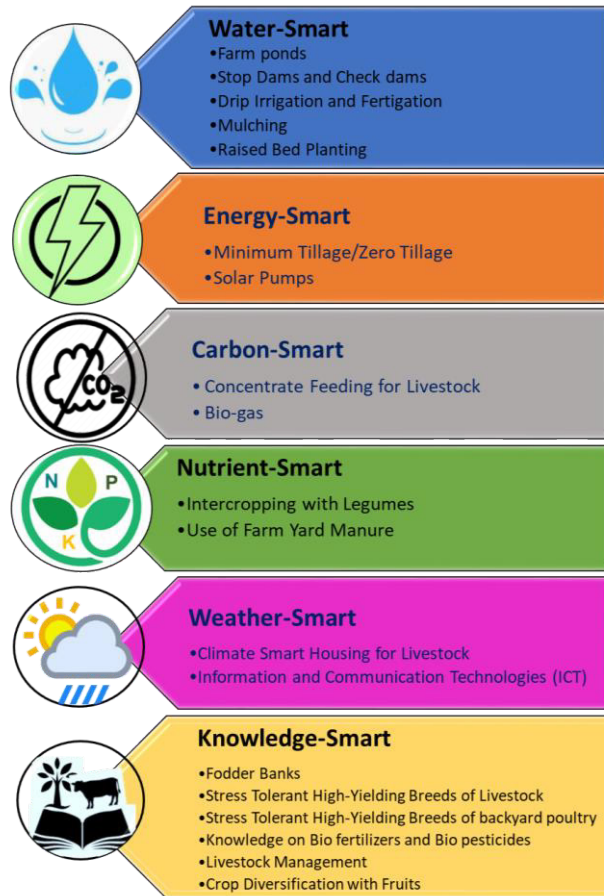 Water-Smart
•Farm ponds
•Stop Dams and Check dams
•Drip Irrigation and Fertigation
•Mulching
•Raised Bed Planting
Energy-Smart
•Minimum Tillage/Zero Tillage
•Solar Pumps
CO2
Carbon-Smart
• Concentrate Feeding for Livestock
• Bio-gas
N P
K
Nutrient-Smart
•Intercropping with Legumes
•Use of Farm Yard Manure
Weather-Smart
•Climate Smart Housing for Livestock
•Information and Communication Technologies (ICT)
Knowledge-Smart
•Fodder Banks
•Stress Tolerant High-Yielding Breeds of Livestock
•Stress Tolerant High-Yielding Breeds of backyard poultry
•Knowledge on Bio fertilizers and Bio pesticides
•Livestock Management
•Crop Diversification with Fruits